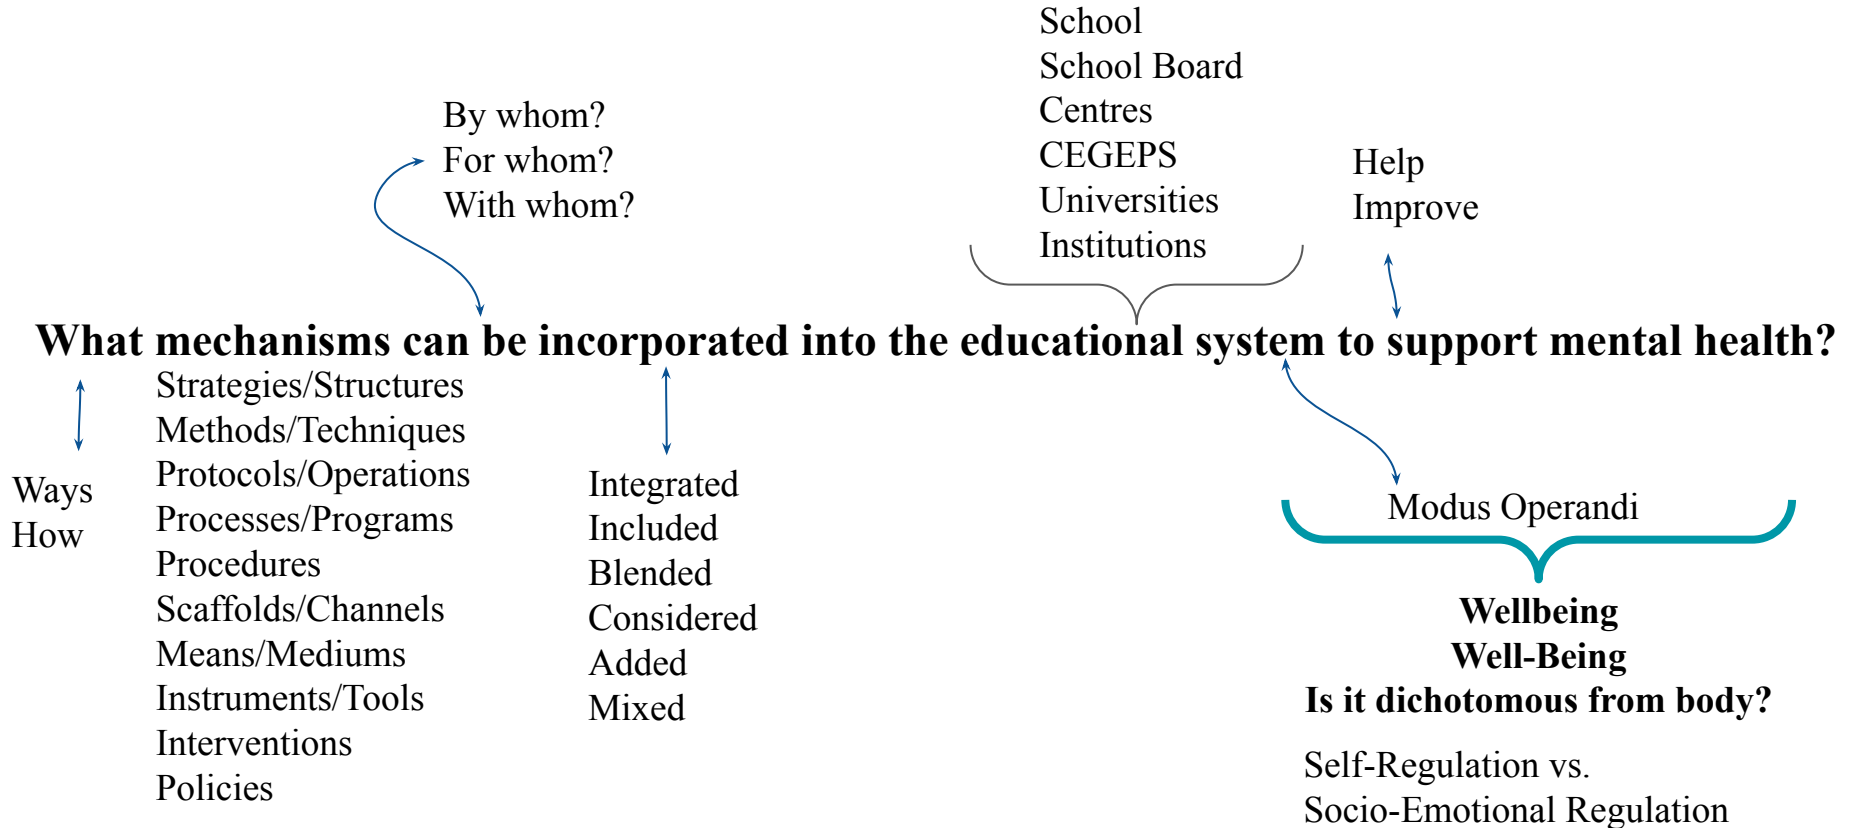 School
School Board
Centres
CEGEPS
Universities
Institutions
By whom?
For whom?
With whom?
Help
Improve
What mechanisms can be incorporated into the educational system to support mental health?
Ways
How
Strategies/Structures
Methods/Techniques
Protocols/Operations
Processes/Programs
Procedures
Scaffolds/Channels
Means/Mediums
Instruments/Tools
Interventions
Policies
Integrated
Included
Blended
Considered
Added
Mixed
Modus Operandi
Wellbeing
Well-Being
Is it dichotomous from body?
Self-Regulation vs.
Socio-Emotional Regulation